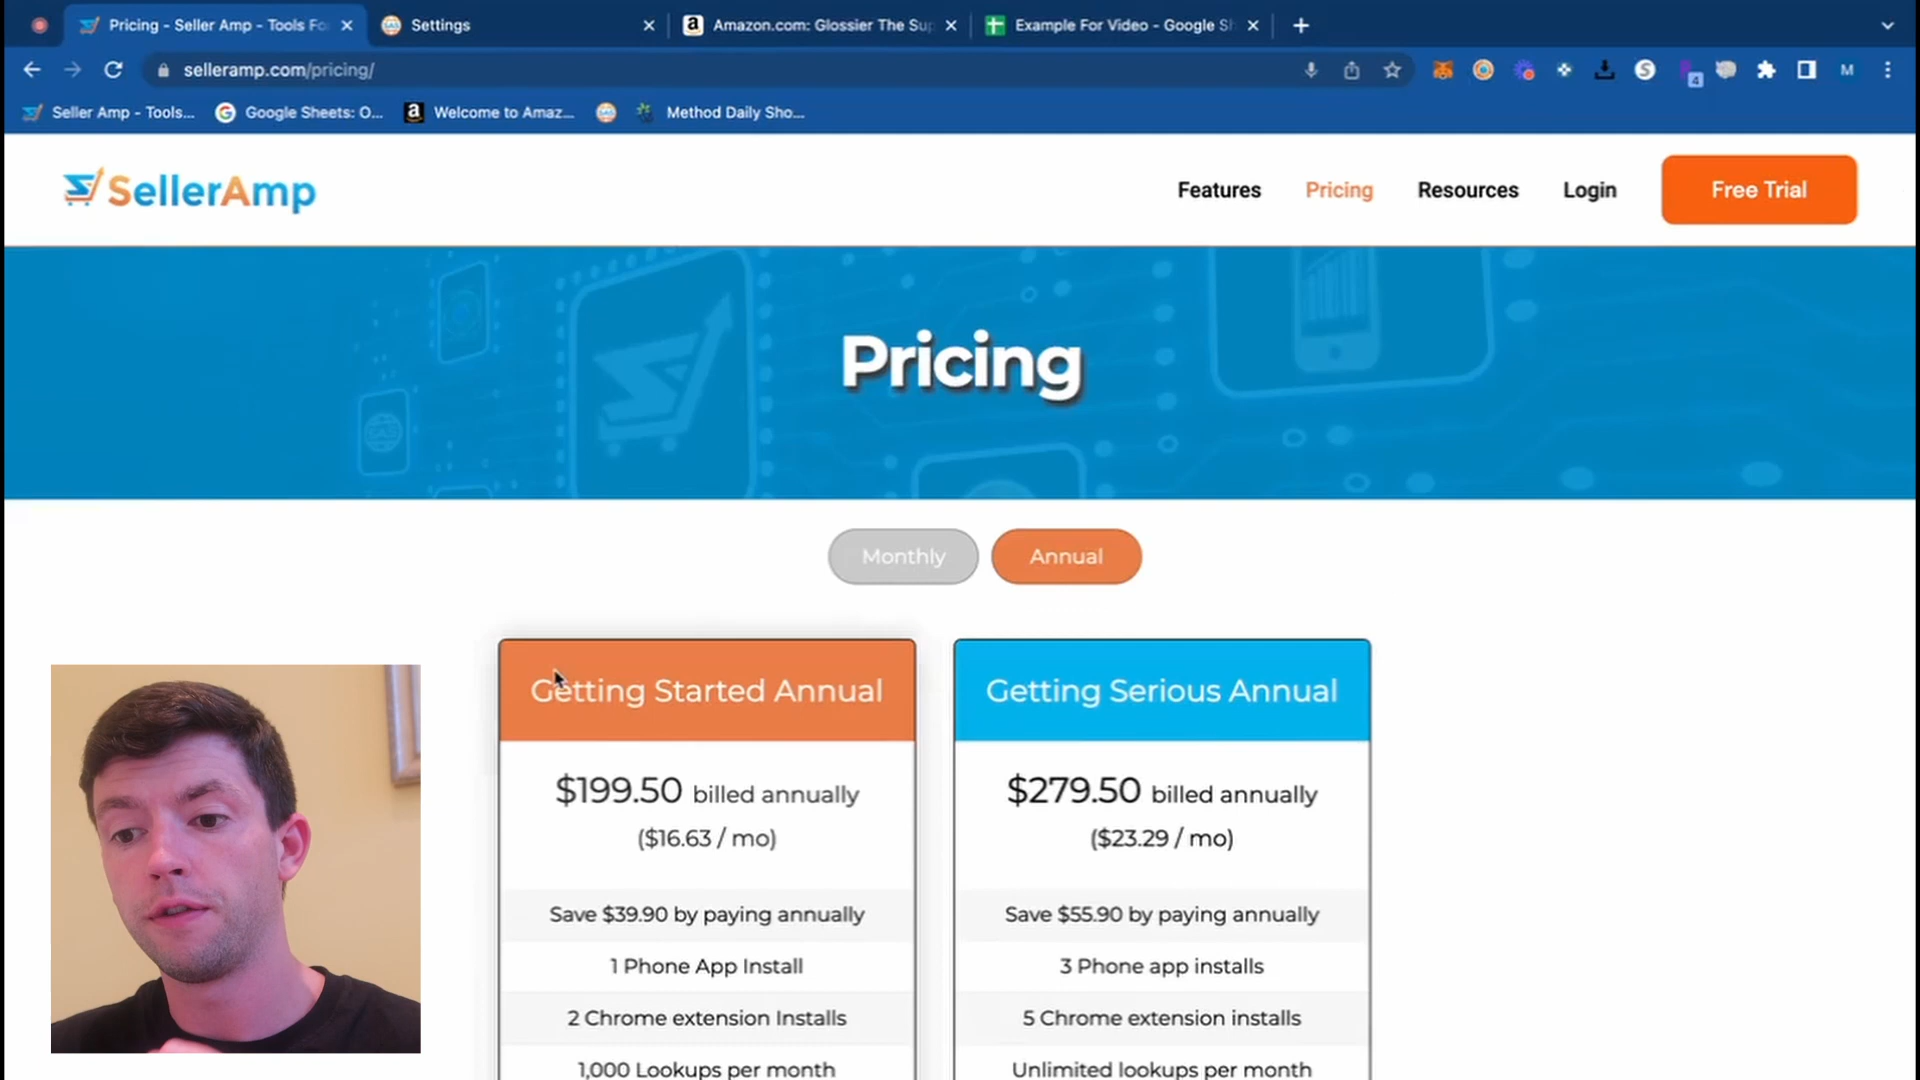 Pricing - Seller Amp - Tools Fo
Settings
Amazon.com: Glossier The Sup
Example For Video - Google Sh
selleramp.com/pricing/
4
M
Seller Amp - Tools...
Google Sheets: O...
Welcome to Amaz...
Method Daily Sho...
SellerAmp
Features
Pricing
Resources
Login
Free Trial
Pricing
Monthly
Annual
Getting Started Annual
$199.50 billed annually
($16.63 / mo)
Save $39.90 by paying annually
1 Phone App Install
2 Chrome extension Installs
1,000 Lookups per month
Getting Serious Annual
$279.50 billed annually
($23.29 / mo)
Save $55.90 by paying annually
3 Phone app installs
5 Chrome extension installs
Unlimited lookups per month